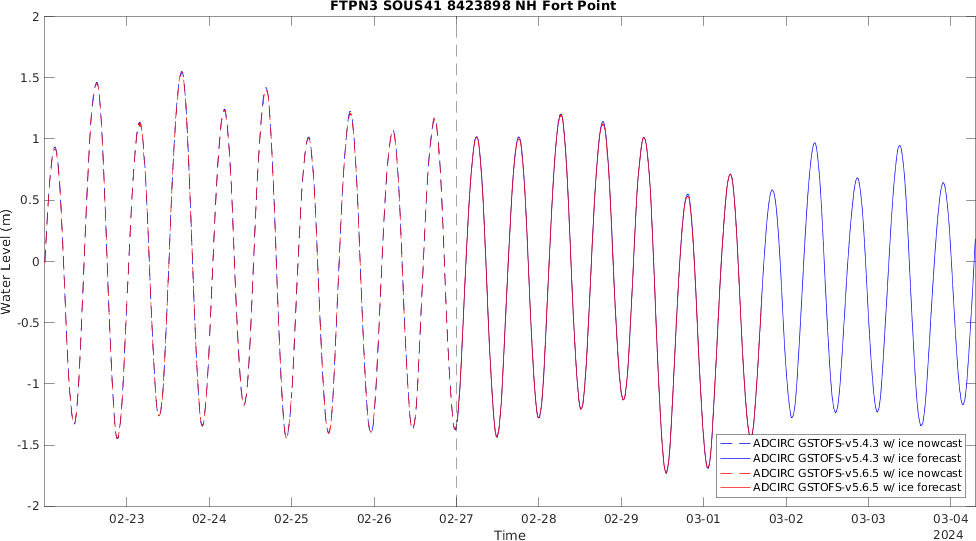 FTPN3 SOUS41 8423898 NH Fort Point
Water Level (m)
2
1.5
1
0.5
0
-0.5
-1
-1.5
-2
ADCIRC GSTOFS-v5.4.3 w/ ice nowcast
ADCIRC GSTOFS-v5.4.3 w/ ice forecast
ADCIRC GSTOFS-v5.6.5 w/ ice nowcast
ADCIRC GSTOFS-v5.6.5 w/ ice forecast
02-23 02-24 02-25 02-26 02-27 02-28 02-29 03-01 03-02 03-03 03-04
2024
Time